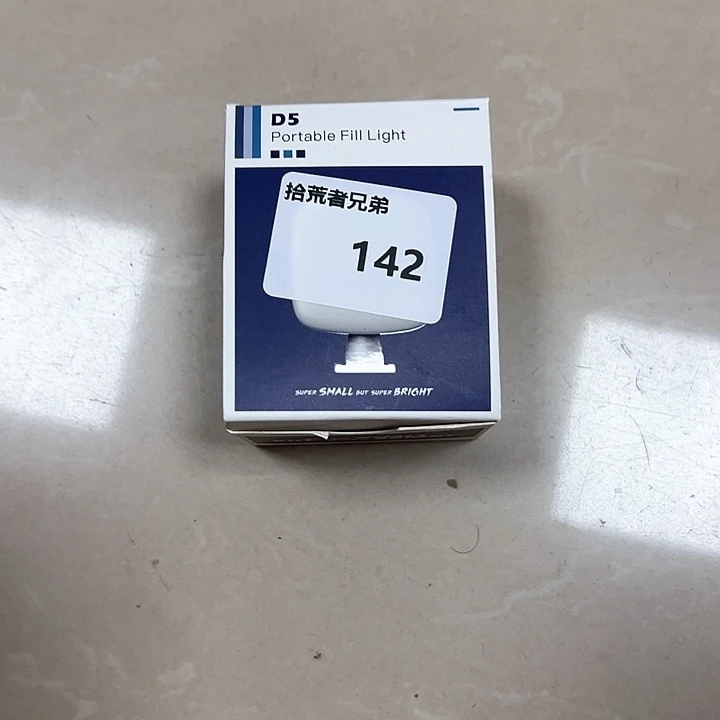 D5
Portable Fill Light
拾荒者兄弟
142
SUPER SMALL BUT SUPER BRIGHT